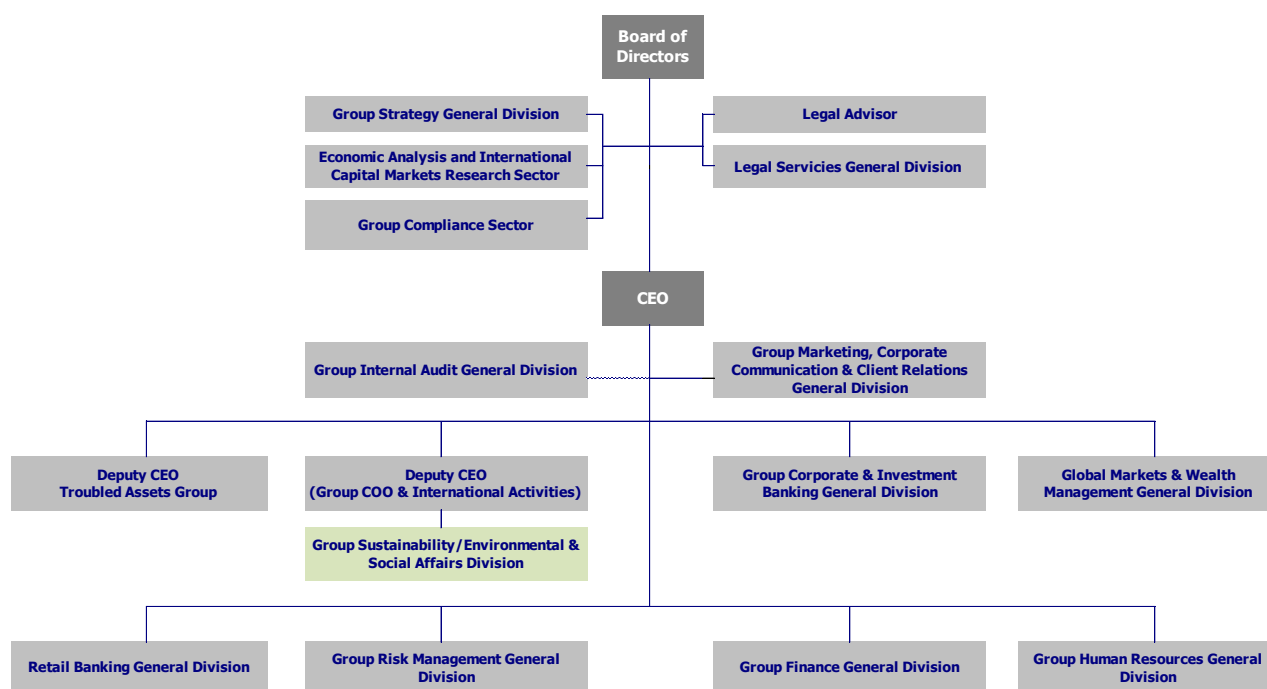 Board of
Directors
Group Strategy General Division
Legal Advisor
Economic Analysis and International
Capital Markets Research Sector
Legal Servicies General Division
Group Compliance Sector
CEO
Group Internal Audit General Division
Group Marketing, Corporate
Communication & Client Relations
General Division
Deputy CEO
Troubled Assets Group
Deputy CEO
(Group COO & International Activities)
Group Corporate & Investment
Banking General Division
Global Markets & Wealth
Management General Division
Group Sustainability/Environmental &
Social Affairs Division
Retail Banking General Division
Group Risk Management General
Division
Group Finance General Division
Group Human Resources General
Division